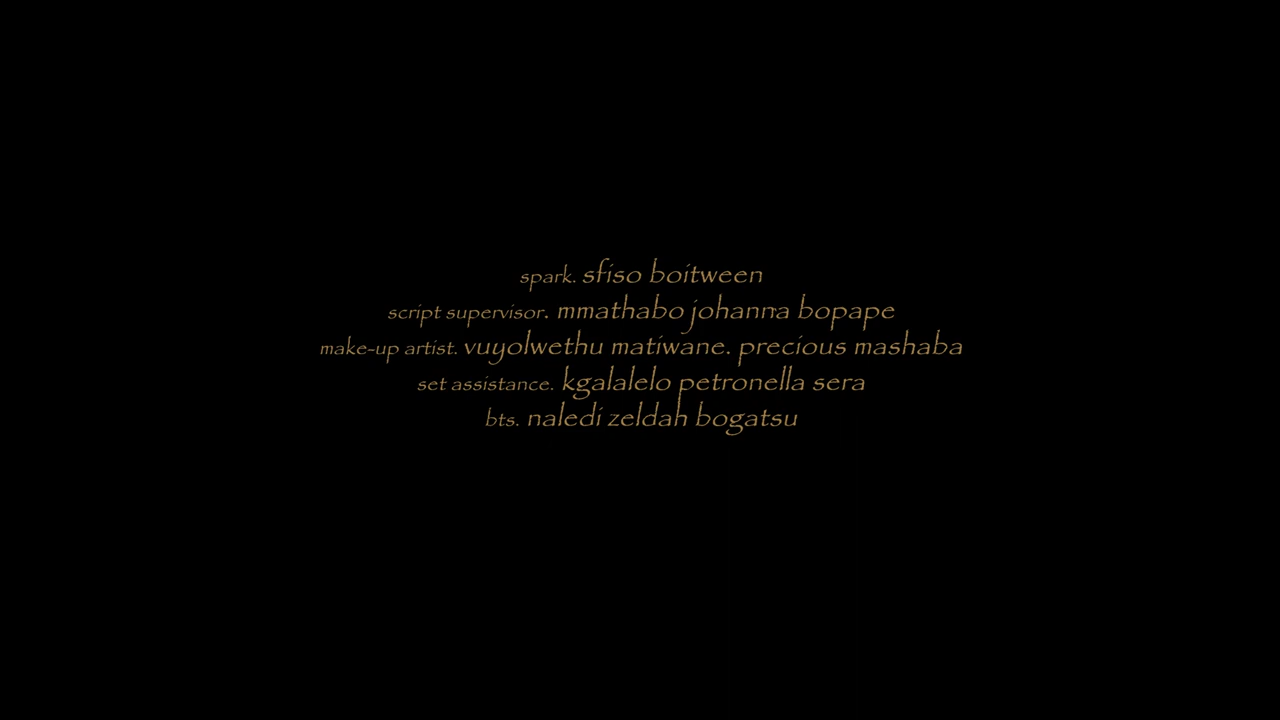 spark. sfiso boitween
script supervisor. mmathabo johanna bopape
make-up artist. vuyolwethu matiwane. precious mashaba
set assistance. kgalalelo petronella sera
bts. naledi zeldah bogatsu